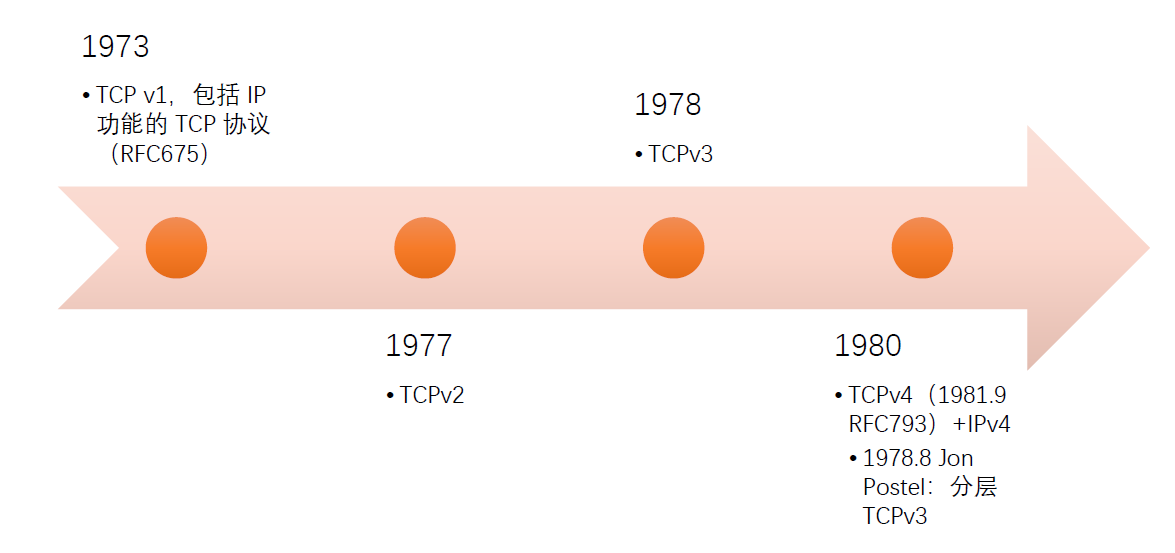 1973
• TCP v1，包括 IP
功能的 TCP 协议
（RFC675）
1977
• TCPv2
1978
• TCPv3
1980
• TCPv4（1981.9
RFC793）+IPv4
• 1978.8 Jon
Postel：分层
TCPv3